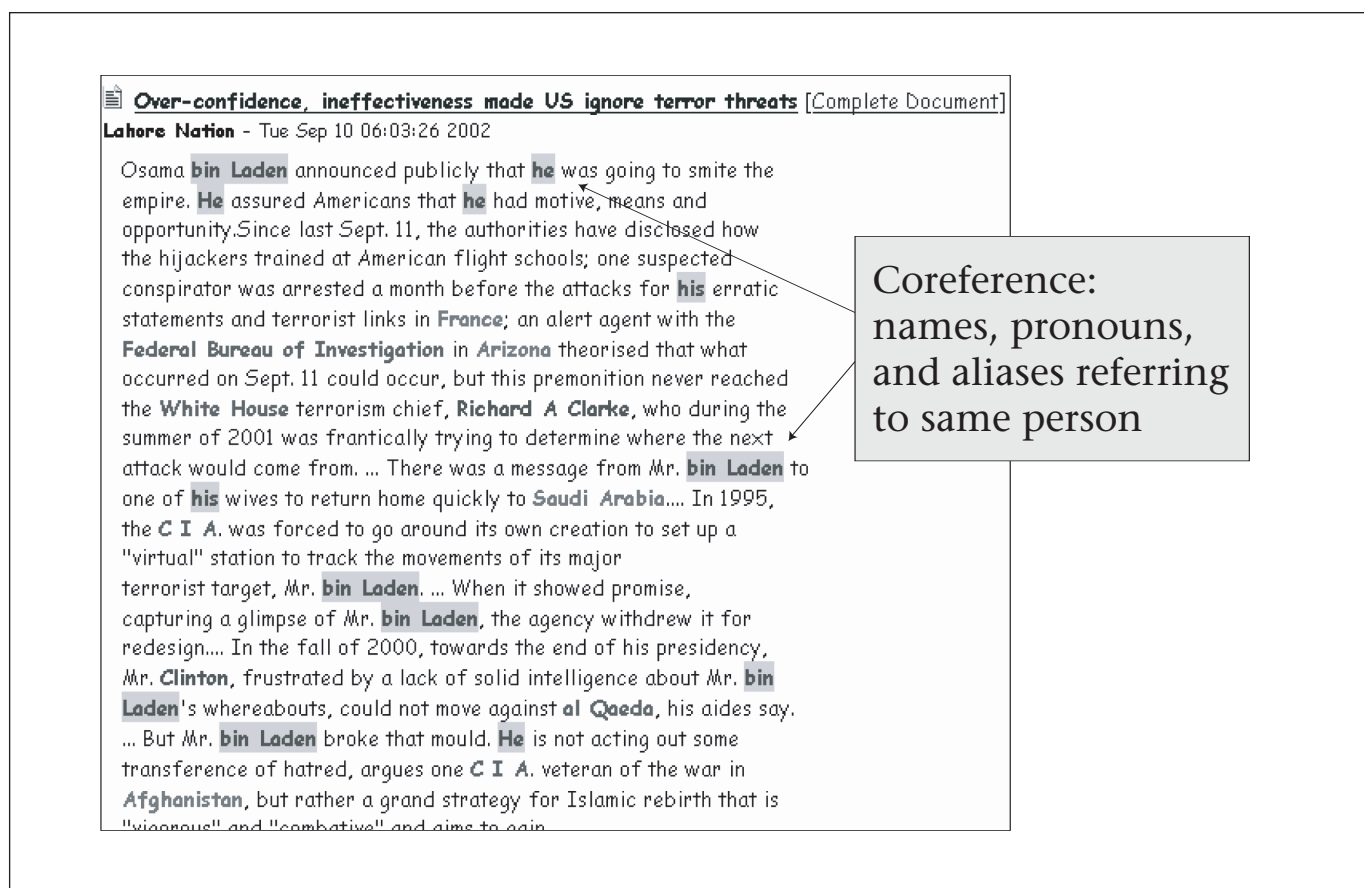 Over-confidence, ineffectiveness made US ignore terror threats [Complete Document]
Lahore Nation - Tue Sep 10 06:03:26 2002
Osama bin Laden announced publicly that he was going to smite the
empire. He assured Americans that he had motive, means and
opportunity.Since last Sept. 11, the authorities have disclosed how
the hijackers trained at American flight schools; one suspected
conspirator was arrested a month before the attacks for his erratic
statements and terrorist links in France; an alert agent with the
Federal Bureau of Investigation in Arizona theorised that what
occurred on Sept. 11 could occur, but this premonition never reached
the White House terrorism chief, Richard A Clarke, who during the
summer of 2001 was frantically trying to determine where the next
attack would come from. ... There was a message from Mr. bin Laden to
one of his wives to return home quickly to Saudi Arabia.... In 1995,
the C I A. was forced to go around its own creation to set up a
"virtual" station to track the movements of its major
terrorist target, Mr. bin Laden. ... When it showed promise,
capturing a glimpse of Mr. bin Laden, the agency withdrew it for
redesign.... In the fall of 2000, towards the end of his presidency,
Mr. Clinton, frustrated by a lack of solid intelligence about Mr. bin
Laden's whereabouts, could not move against al Qaeda, his aides say.
... But Mr. bin Laden broke that mould. He is not acting out some
transference of hatred, argues one C I A. veteran of the war in
Afghanistan, but rather a grand strategy for Islamic rebirth that is
"vigorous" and "combative" and aims to gain
Coreference:
names, pronouns,
and aliases referring
to same person